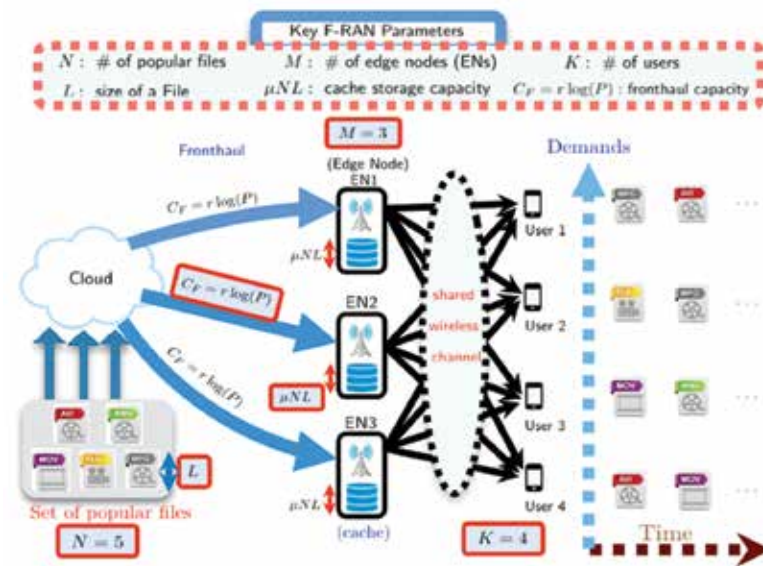 Key F-RAN Parameters
N : # of popular files M : # of edge nodes (ENs) K : # of users
L : size of a File μNL : cache storage capacity C_F = r log(P) : fronthaul capacity
M = 3
Fronthaul
(Edge Node)
EN1
Demands
C_F = r log(P)
μNL
User 1
Cloud
C_F = r log(P)
EN2
shared
wireless
channel
User 2
C_F = r log(P)
μNL
EN3
User 3
MOV
L
μNL
User 4
Set of popular files
(cache)
Time
N = 5
K = 4